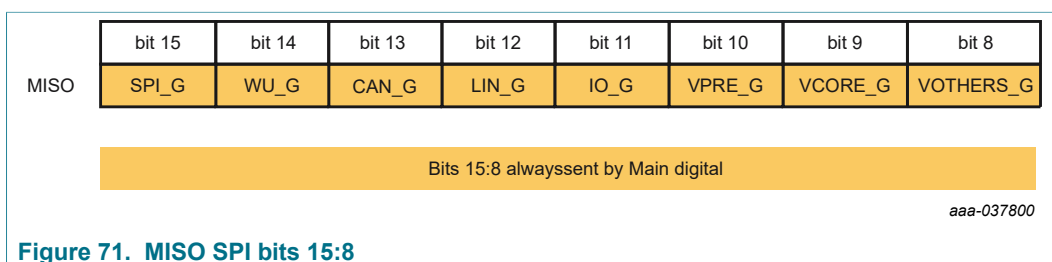 bit 15 bit 14 bit 13 bit 12 bit 11 bit 10 bit 9 bit 8
MISO SPI_G WU_G CAN_G LIN_G IO_G VPRE_G VCORE_G VOTHERS_G
Bits 15:8 alwayssent by Main digital
aaa-037800
Figure 71. MISO SPI bits 15:8